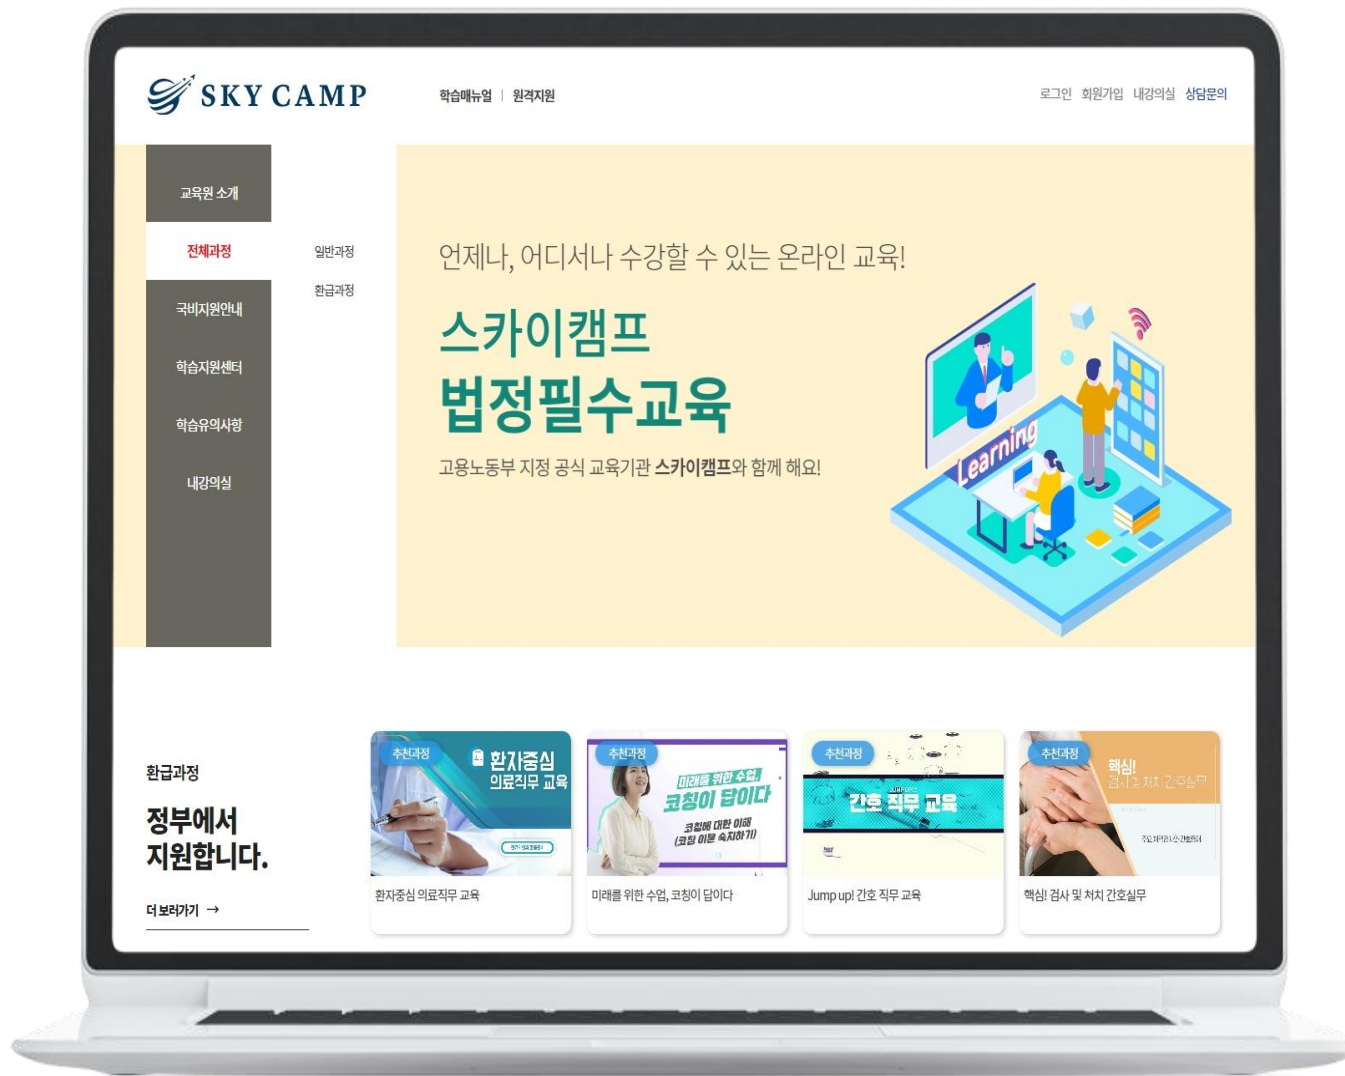 SKY CAMP
학습매뉴얼 | 원격지원
로그인 회원가입 내강의실 상담문의
교육원 소개
전체과정
국비지원안내
학습지원센터
학습유의사항
내강의실
일반과정
환급과정
언제나, 어디서나 수강할 수 있는 온라인 교육!
스카이캠프
법정필수교육
고용노동부 지정 공식 교육기관 스카이캠프와 함께 해요!
Learning
환급과정
정부에서
지원합니다.
더 보러가기 →
추천과정
환자중심
의료직무 교육
환자중심 의료직무 교육
추천과정
미래를 위한 수업,
코칭이 답이다
코칭에 대한 이해
(코칭 이론 숙지하기)
미래를 위한 수업, 코칭이 답이다
추천과정
JUMP UP!
간호 직무 교육
Jump up! 간호 직무 교육
추천과정
핵심!
검사 및 처치 간호실무
핵심! 검사 및 처치 간호실무